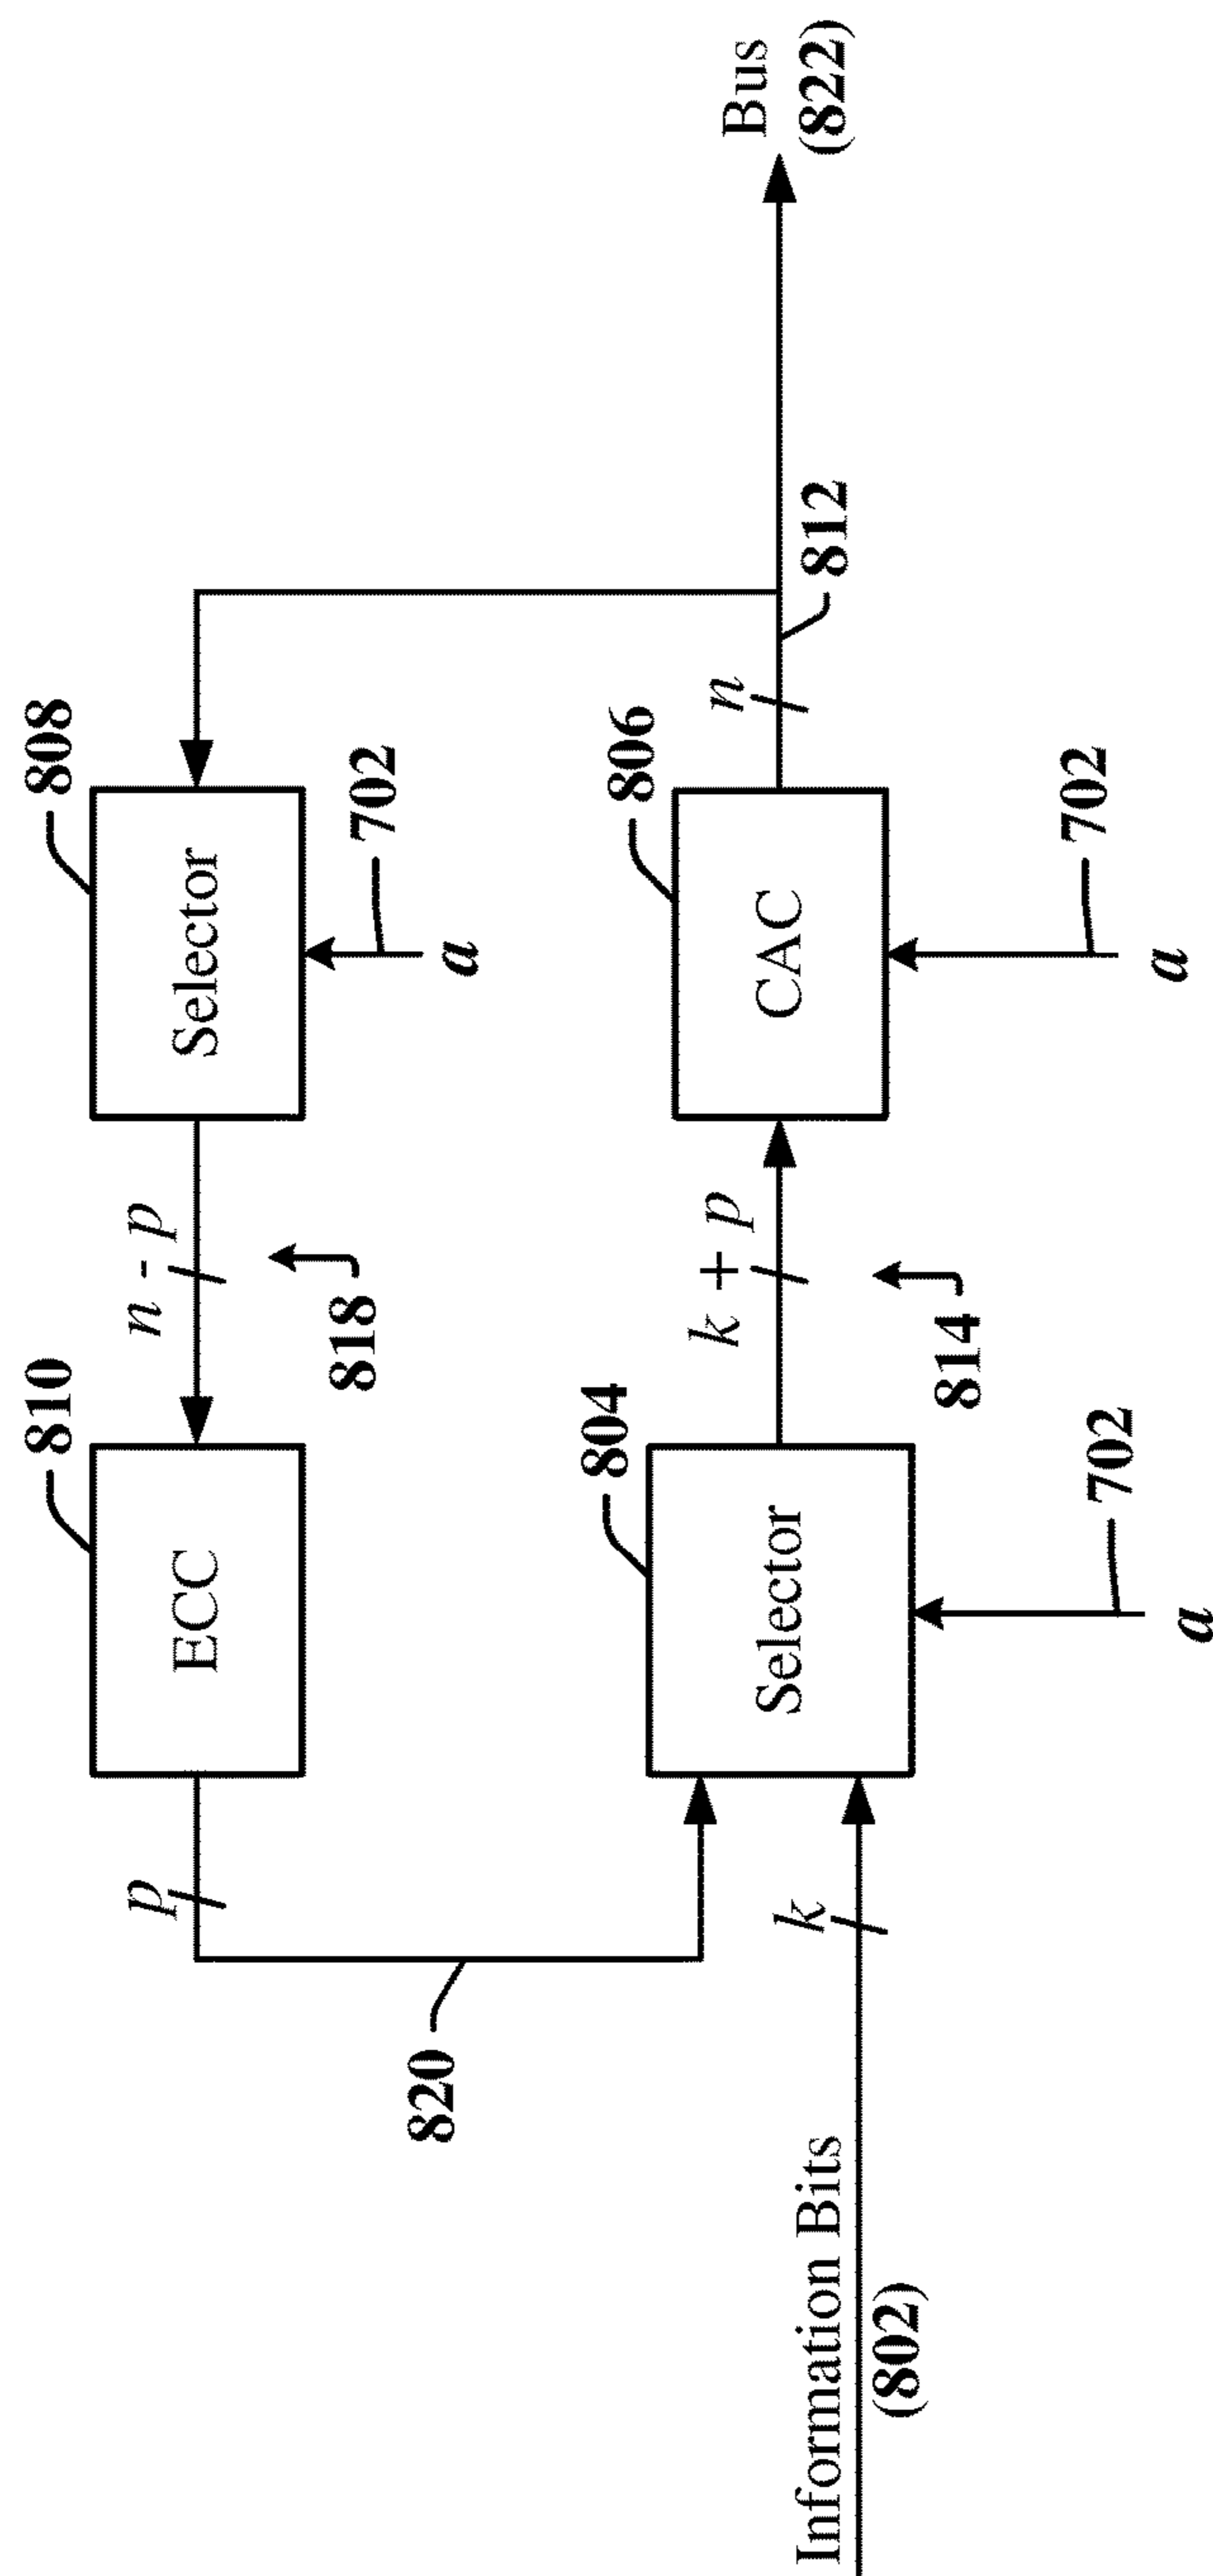 810
808
ECC
Selector
p
n - p
818
702
a
820
Bus
(822)
804
806
Information Bits
(802)
k
Selector
k + p
CAC
n
812
814
702
a
702
a